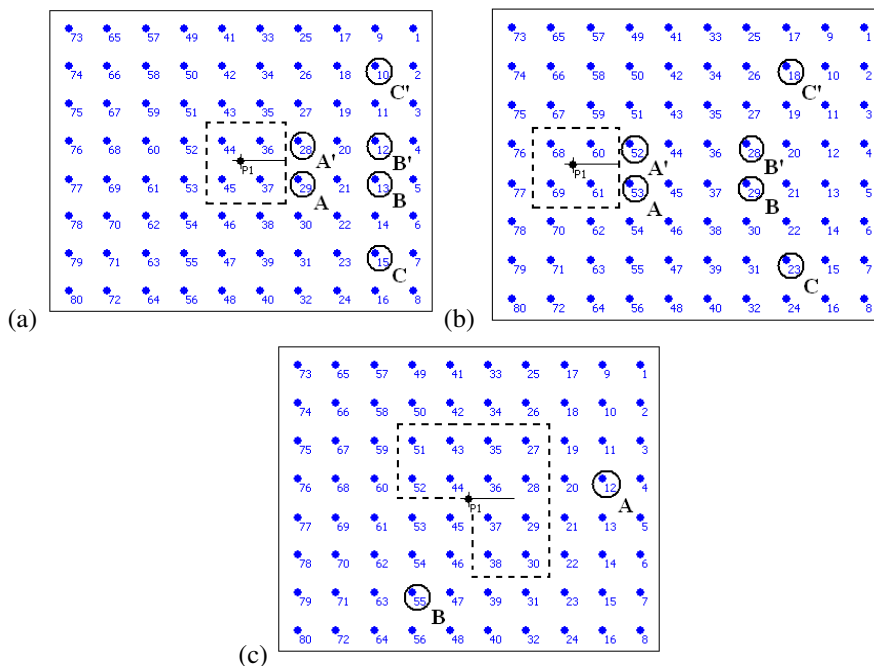 73 65 57 49 41 33 25 17 9 1
74 66 58 50 42 34 26 18 10 2
C'
75 67 59 51 43 35 27 19 11 3
76 68 60 52 44 36 28 20 12 4
P1 A' B'
77 69 61 53 45 37 29 21 13 5
A B
78 70 62 54 46 38 30 22 14 6
79 71 63 55 47 39 31 23 15 7
C
80 72 64 56 48 40 32 24 16 8
(a)
73 65 57 49 41 33 25 17 9 1
74 66 58 50 42 34 26 18 10 2
C'
75 67 59 51 43 35 27 19 11 3
76 68 60 52 44 36 28 20 12 4
P1 A' B'
77 69 61 53 45 37 29 21 13 5
A B
78 70 62 54 46 38 30 22 14 6
79 71 63 55 47 39 31 23 15 7
C
80 72 64 56 48 40 32 24 16 8
(b)
73 65 57 49 41 33 25 17 9 1
74 66 58 50 42 34 26 18 10 2
75 67 59 51 43 35 27 19 11 3
76 68 60 52 44 36 28 20 12 4
P1 A
77 69 61 53 45 37 29 21 13 5
78 70 62 54 46 38 30 22 14 6
79 71 63 55 47 39 31 23 15 7
B
80 72 64 56 48 40 32 24 16 8
(c)